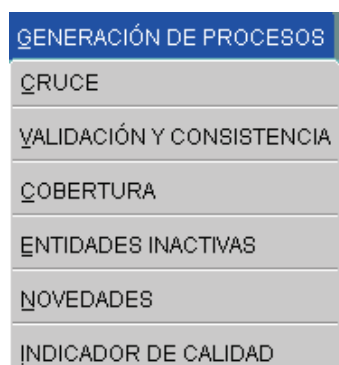 GENERACIÓN DE PROCESOS
CRUCE
VALIDACIÓN Y CONSISTENCIA
COBERTURA
ENTIDADES INACTIVAS
NOVEDADES
INDICADOR DE CALIDAD